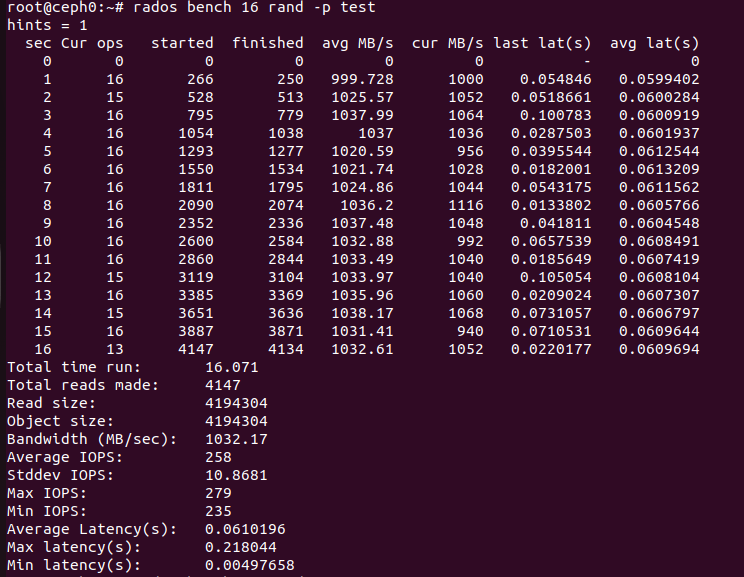 root@ceph0:~# rados bench 16 rand -p test
hints = 1
  sec Cur ops   started  finished  avg MB/s  cur MB/s last lat(s)  avg lat(s)
    0       0         0         0         0         0           -           0
    1      16       266       250   999.728      1000    0.054846   0.0599402
    2      15       528       513   1025.57      1052   0.0518661   0.0600284
    3      16       795       779   1037.99      1064    0.100783   0.0600919
    4      16      1054      1038      1037      1036   0.0287503   0.0601937
    5      16      1293      1277   1020.59       956   0.0395544   0.0612544
    6      16      1550      1534   1021.74      1028   0.0182001   0.0613209
    7      16      1811      1795   1024.86      1044   0.0543175   0.0611562
    8      16      2090      2074    1036.2      1116   0.0133802   0.0605766
    9      16      2352      2336   1037.48      1048    0.041811   0.0604548
   10      16      2600      2584   1032.88       992   0.0657539   0.0608491
   11      16      2860      2844   1033.49      1040   0.0185649   0.0607419
   12      15      3119      3104   1033.97      1040    0.105054   0.0608104
   13      16      3385      3369   1035.96      1060   0.0209024   0.0607307
   14      15      3651      3636   1038.17      1068   0.0731057   0.0606797
   15      16      3887      3871   1031.41       940   0.0710531   0.0609644
   16      13      4147      4134   1032.61      1052   0.0220177   0.0609694
Total time run:       16.071
Total reads made:     4147
Read size:            4194304
Object size:          4194304
Bandwidth (MB/sec):   1032.17
Average IOPS:         258
Stddev IOPS:          10.8681
Max IOPS:             279
Min IOPS:             235
Average Latency(s):   0.0610196
Max latency(s):       0.218044
Min latency(s):       0.00497658